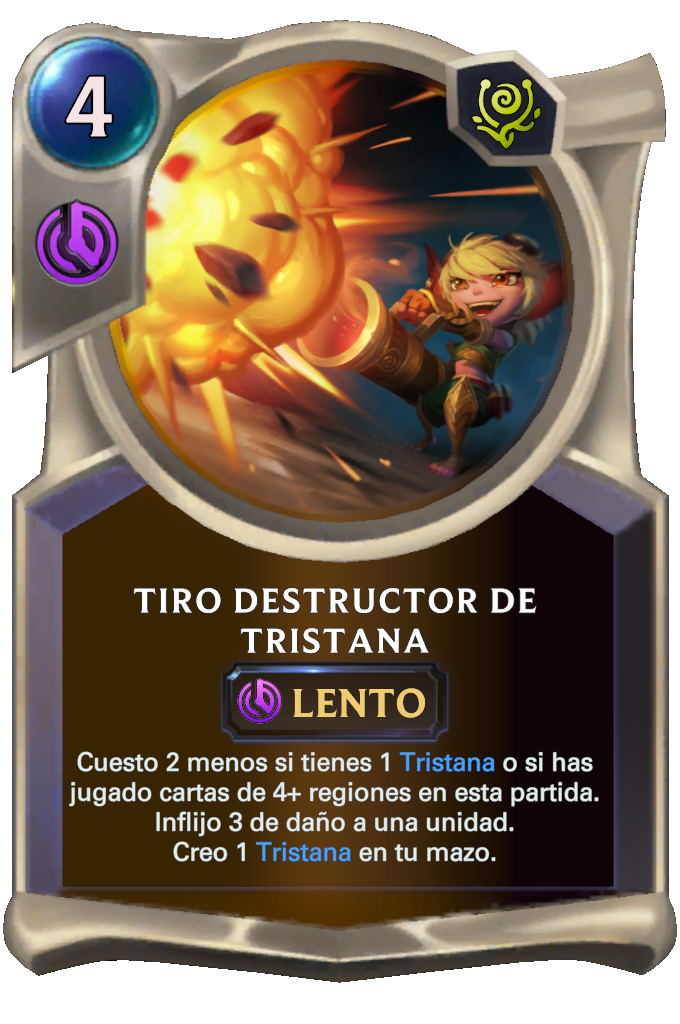 4
TIRO DESTRUCTOR DE
TRISTANA
LENTO
Cuesto 2 menos si tienes 1 Tristana o si has
jugado cartas de 4+ regiones en esta partida.
Inflijo 3 de daño a una unidad.
Creo 1 Tristana en tu mazo.